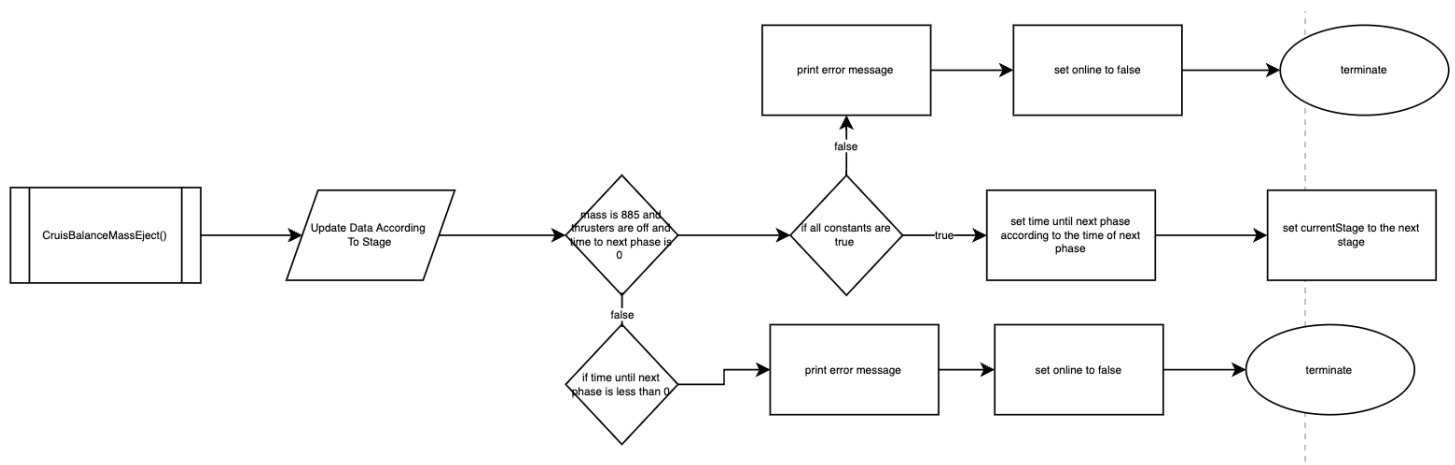 print error message
set online to false
terminate
false
CruisBalanceMassEject()
Update Data According
To Stage
mass is 885 and
thrusters are off and
time to next phase is
0
if all constants are
true
true
set time until next phase
according to the time of next
phase
set currentStage to the next
stage
false
if time until next
phase is less than 0
print error message
set online to false
terminate